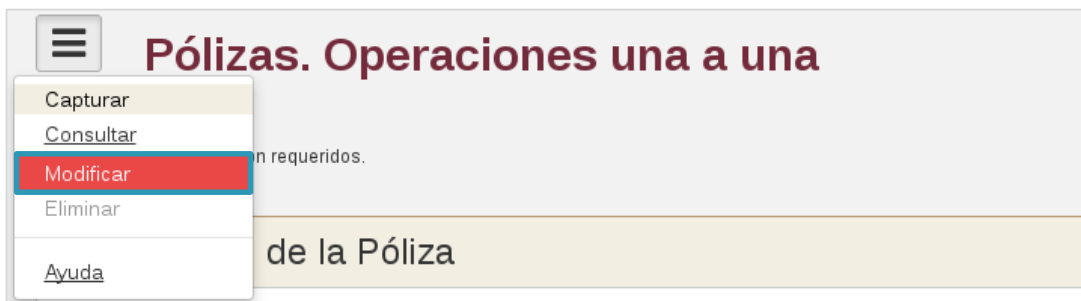 Pólizas. Operaciones una a una
Capturar
Consultar
requeridos.
Modificar
Eliminar
de la Póliza
Ayuda